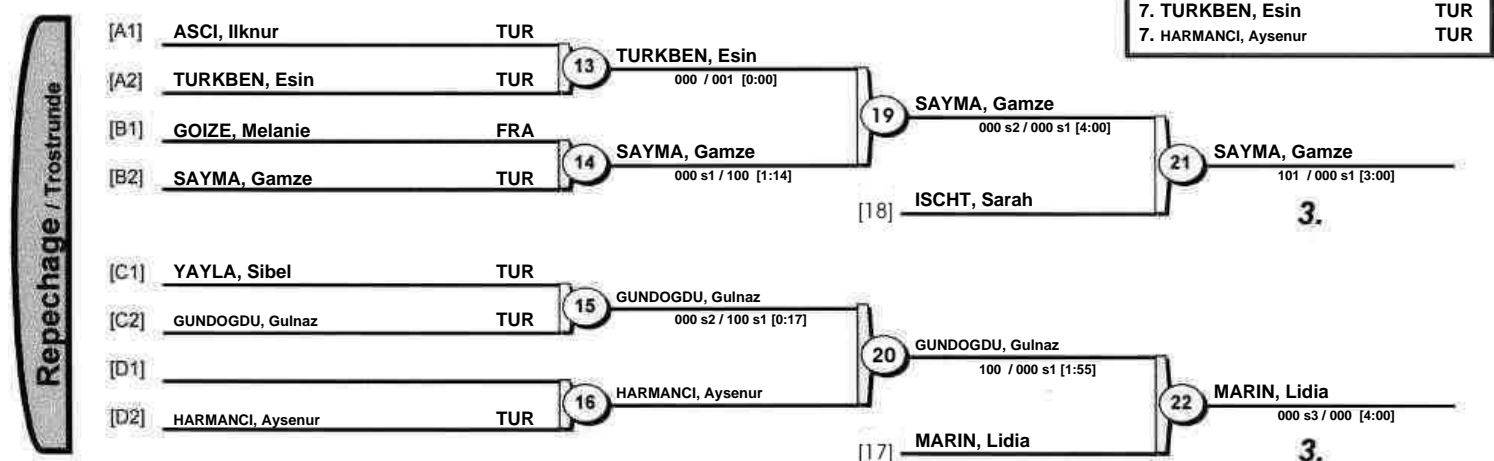 7. TURKBEN, Esin TUR
7. HARMANCI, Aysenur TUR
Repechage / Trostrunde
[A1] ASCI, Ilknur TUR
13 TURKBEN, Esin
000 / 001 [0:00]
[A2] TURKBEN, Esin TUR
19 SAYMA, Gamze
000 s2 / 000 s1 [4:00]
[B1] GOIZE, Melanie FRA
14 SAYMA, Gamze
000 s1 / 100 [1:14]
[B2] SAYMA, Gamze TUR
21 SAYMA, Gamze
101 / 000 s1 [3:00]
[18] ISCHT, Sarah
3.
[C1] YAYLA, Sibel TUR
15 GUNDOGDU, Gulnaz
000 s2 / 100 s1 [0:17]
[C2] GUNDOGDU, Gulnaz TUR
20 GUNDOGDU, Gulnaz
100 / 000 s1 [1:55]
[D1]
16 HARMANCI, Aysenur
[D2] HARMANCI, Aysenur TUR
22 MARIN, Lidia
000 s3 / 000 [4:00]
[17] MARIN, Lidia
3.